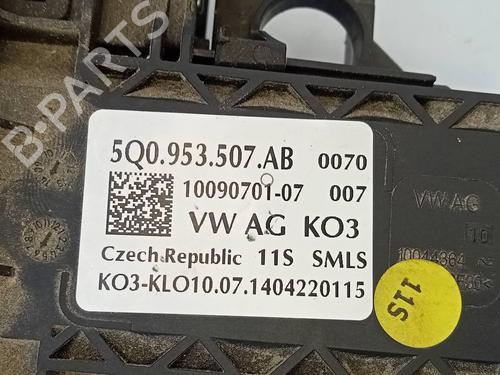 B-PARTS
5Q0.953.507.AB 0070
10090701-07 007
VW AG KO3
Czech Republic 11S SMLS
KO3-KLO10.07.1404220115
VW AG
10
11S